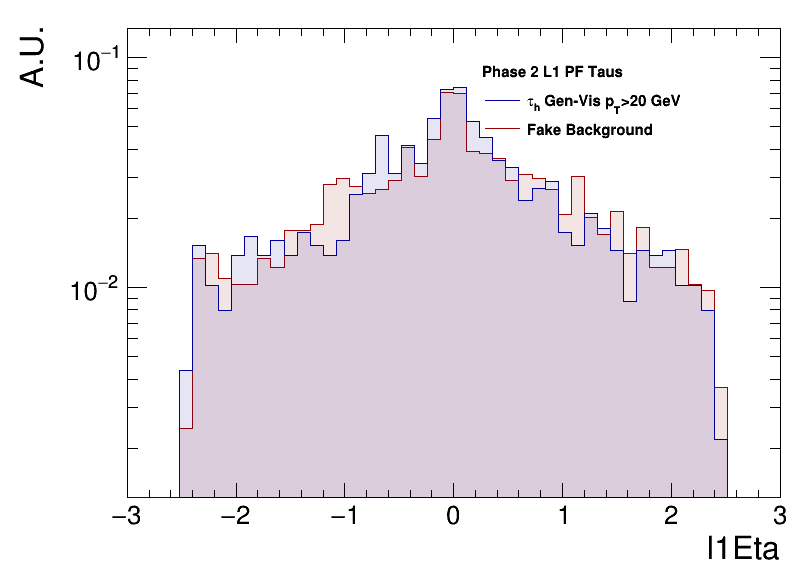 A.U.
10⁻¹
10⁻²
Phase 2 L1 PF Taus
τₕ Gen-Vis p_T>20 GeV
Fake Background
−3 −2 −1 0 1 2 3
l1Eta